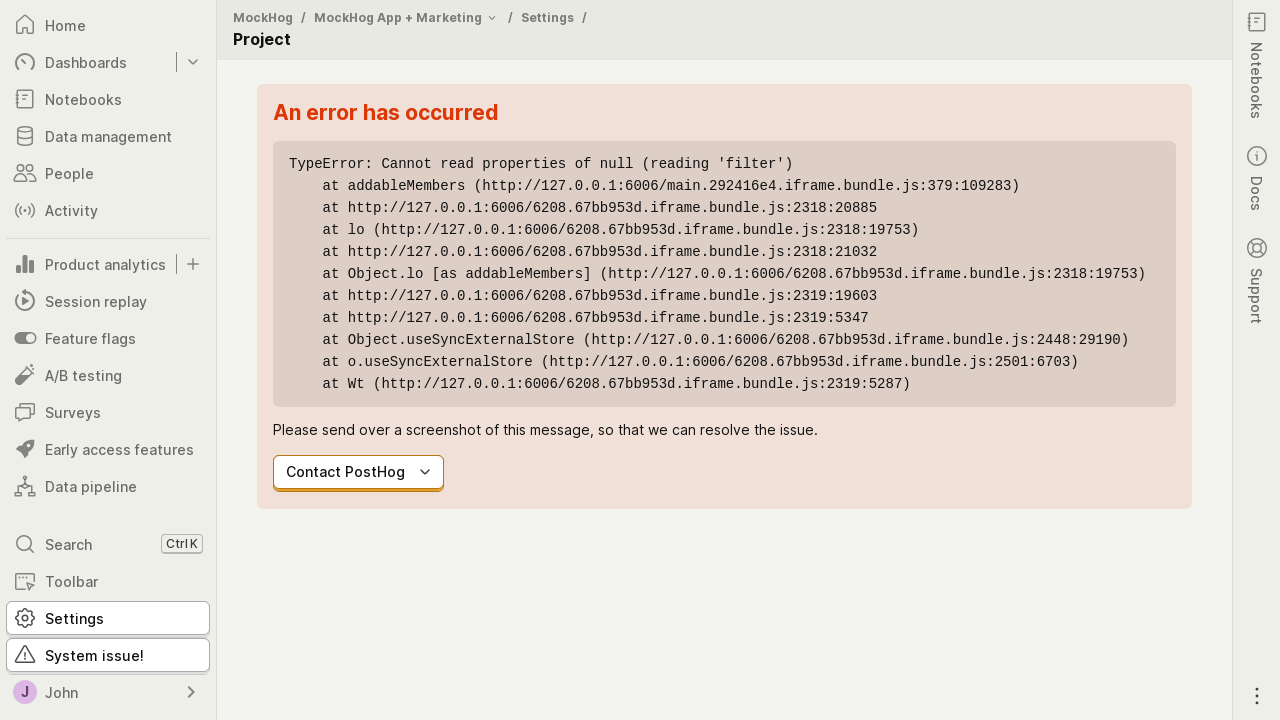 Home
Dashboards
Notebooks
Data management
People
Activity
Product analytics
Session replay
Feature flags
A/B testing
Surveys
Early access features
Data pipeline
Search Ctrl K
Toolbar
Settings
System issue!
J John
MockHog / MockHog App + Marketing / Settings /
Project
An error has occurred
TypeError: Cannot read properties of null (reading 'filter')
at addableMembers (http://127.0.0.1:6006/main.292416e4.iframe.bundle.js:379:109283)
at http://127.0.0.1:6006/6208.67bb953d.iframe.bundle.js:2318:20885
at lo (http://127.0.0.1:6006/6208.67bb953d.iframe.bundle.js:2318:19753)
at http://127.0.0.1:6006/6208.67bb953d.iframe.bundle.js:2318:21032
at Object.lo [as addableMembers] (http://127.0.0.1:6006/6208.67bb953d.iframe.bundle.js:2318:19753)
at http://127.0.0.1:6006/6208.67bb953d.iframe.bundle.js:2319:19603
at http://127.0.0.1:6006/6208.67bb953d.iframe.bundle.js:2319:5347
at Object.useSyncExternalStore (http://127.0.0.1:6006/6208.67bb953d.iframe.bundle.js:2448:29190)
at o.useSyncExternalStore (http://127.0.0.1:6006/6208.67bb953d.iframe.bundle.js:2501:6703)
at Wt (http://127.0.0.1:6006/6208.67bb953d.iframe.bundle.js:2319:5287)
Please send over a screenshot of this message, so that we can resolve the issue.
Contact PostHog
Notebooks
Docs
Support